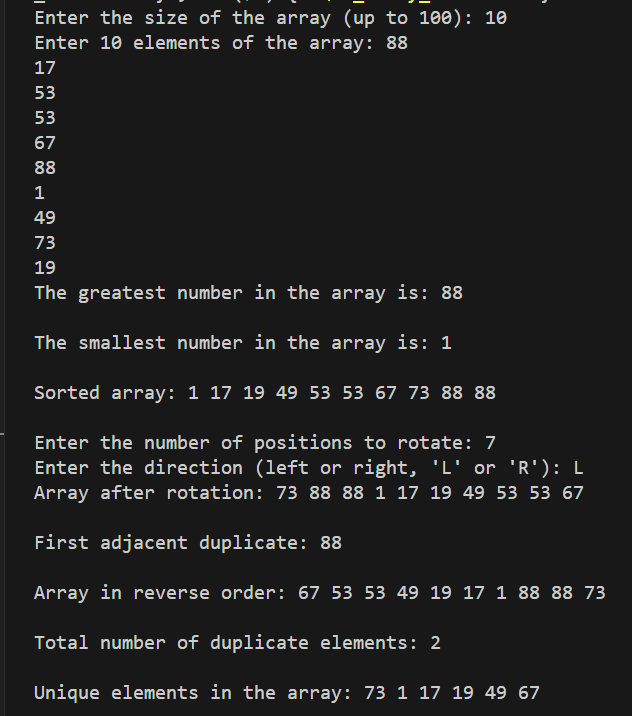 Enter the size of the array (up to 100): 10
Enter 10 elements of the array: 88
17
53
53
67
88
1
49
73
19
The greatest number in the array is: 88
The smallest number in the array is: 1
Sorted array: 1 17 19 49 53 53 67 73 88 88
Enter the number of positions to rotate: 7
Enter the direction (left or right, 'L' or 'R'): L
Array after rotation: 73 88 88 1 17 19 49 53 53 67
First adjacent duplicate: 88
Array in reverse order: 67 53 53 49 19 17 1 88 88 73
Total number of duplicate elements: 2
Unique elements in the array: 73 1 17 19 49 67